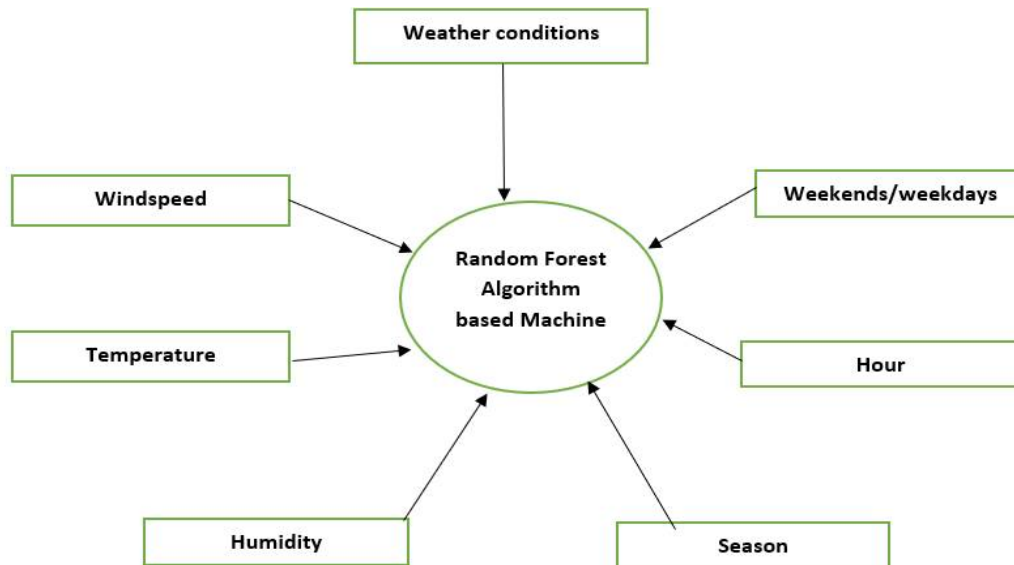 Weather conditions
Windspeed
Weekends/weekdays
Random Forest
Algorithm
based Machine
Temperature
Hour
Humidity
Season